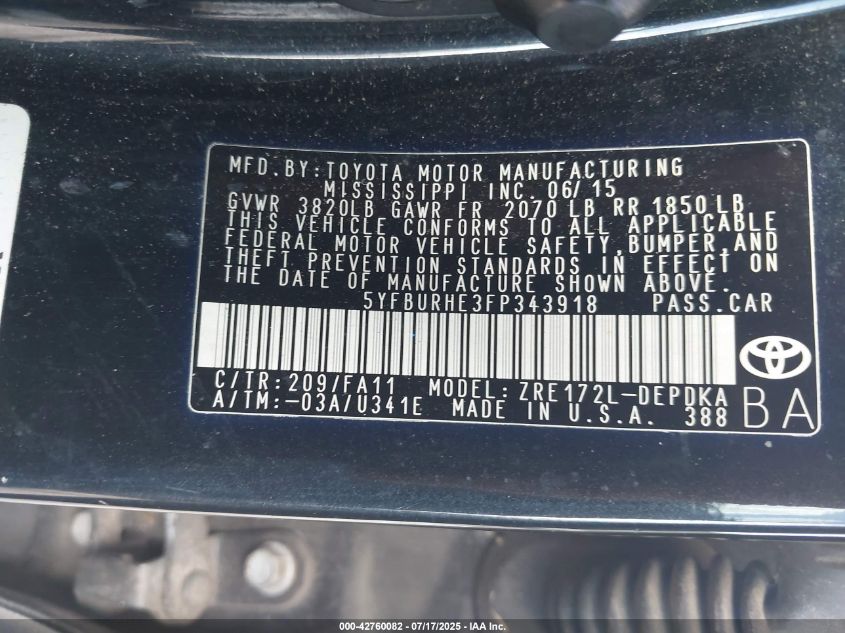 MFD. BY: TOYOTA MOTOR MANUFACTURING
MISSISSIPPI INC. 06/15
GVWR 3820LB GAWR FR 2070 LB RR 1850 LB
THIS VEHICLE CONFORMS TO ALL APPLICABLE
FEDERAL MOTOR VEHICLE SAFETY, BUMPER, AND
THEFT PREVENTION STANDARDS IN EFFECT ON
THE DATE OF MANUFACTURE SHOWN ABOVE.
5YFBURHE3FP343918 PASS. CAR
C/TR: 209/FA11 MODEL: ZRE172L-DEPDKA
A/TM: -03A/U341E MADE IN U.S.A. 388
BA
000-42760082 - 07/17/2025 - IAA Inc.